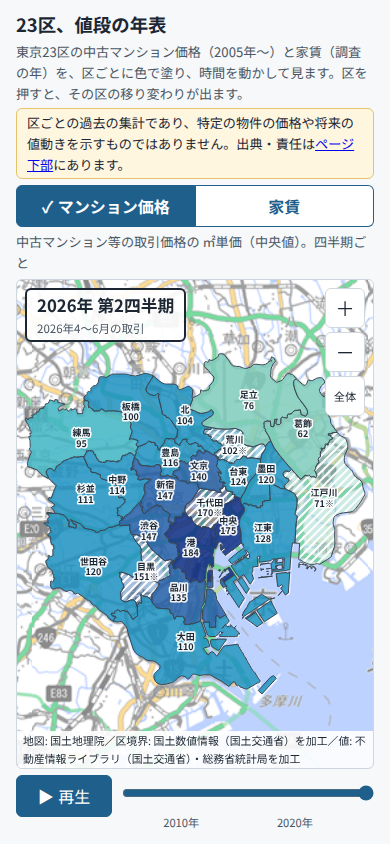 23区、値段の年表
東京23区の中古マンション価格（2005年〜）と家賃（調査
の年）を、区ごとに色で塗り、時間を動かして見ます。区を
押すと、その区の移り変わりが出ます。
区ごとの過去の集計であり、特定の物件の価格や将来の
値動きを示すものではありません。出典・責任はページ
下部にあります。
✓ マンション価格
家賃
中古マンション等の取引価格の ㎡単価（中央値）。四半期ご
と
2026年 第2四半期
2026年4〜6月の取引
＋
−
全体
足立
76
板橋
100
北
104
葛飾
62
練馬
95
荒川
102※
豊島
116
文京
140
台東
124
墨田
120
中野
114
杉並
111
新宿
147
江戸川
71※
千代田
170※
中央
175
渋谷
147
江東
128
港
184
世田谷
120
目黒
151※
品川
135
大田
110
E20
246
E83
多摩川
地図: 国土地理院／区境界: 国土数値情報（国土交通省）を加工／値: 不
動産情報ライブラリ（国土交通省）・総務省統計局を加工
▶ 再生
2010年
2020年